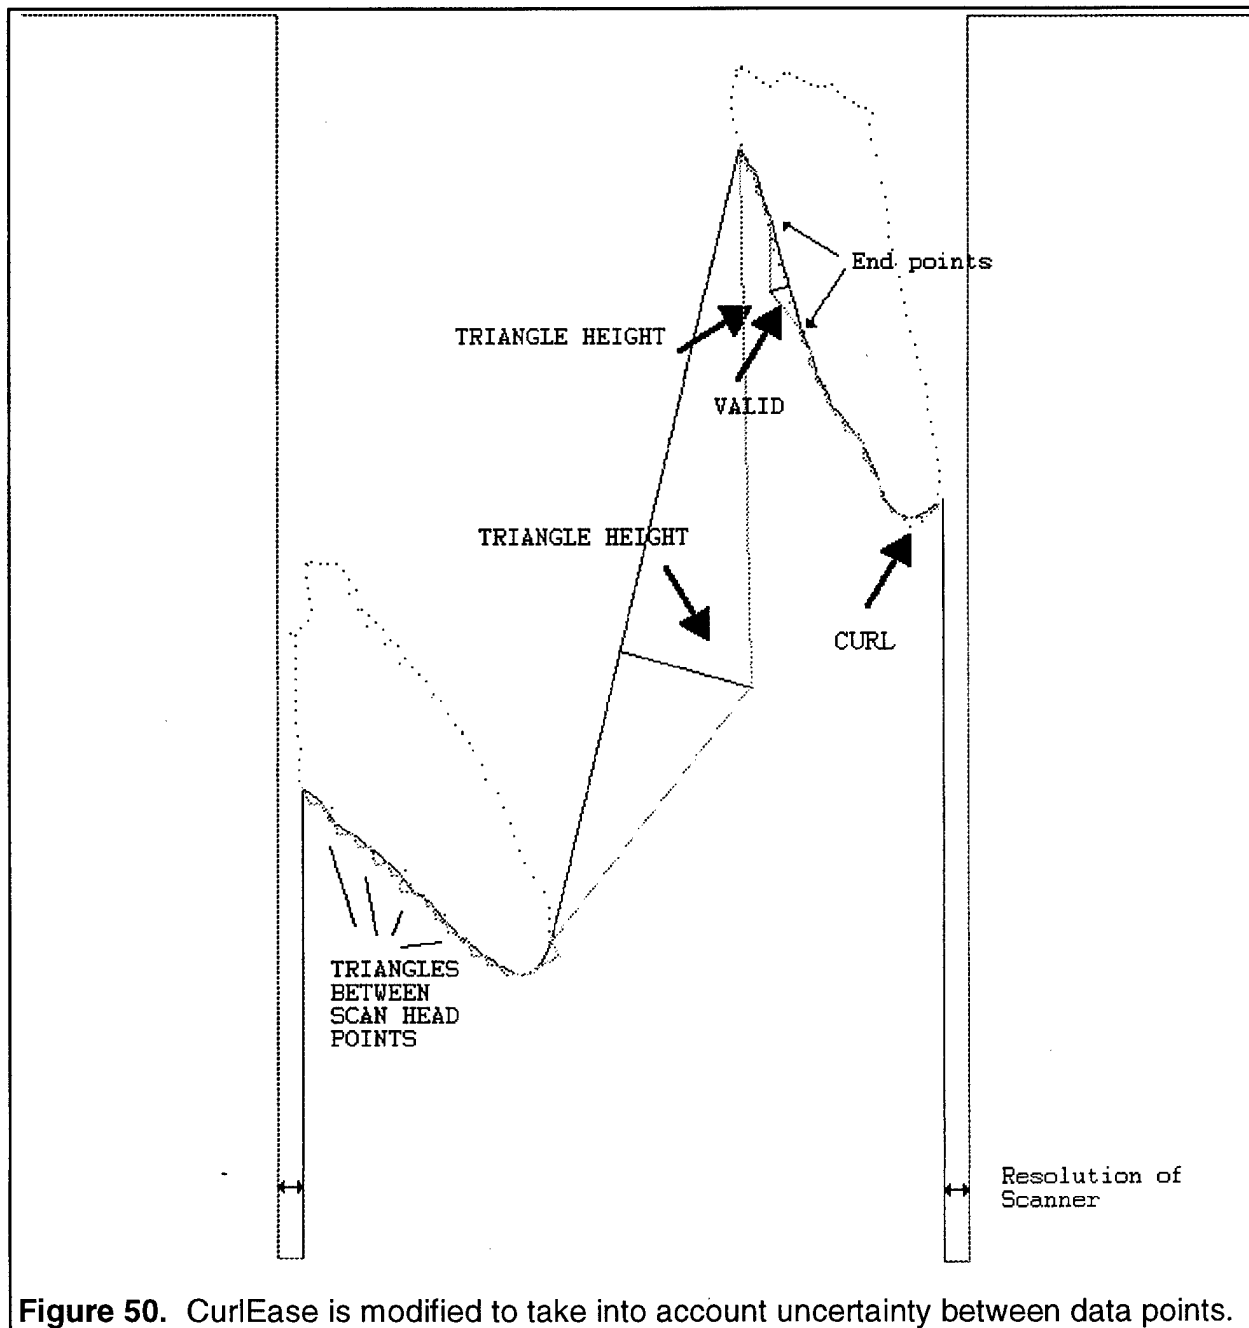 End points
TRIANGLE HEIGHT
VALID
TRIANGLE HEIGHT
CURL
TRIANGLES
BETWEEN
SCAN HEAD
POINTS
Resolution of
Scanner
Figure 50. CurlEase is modified to take into account uncertainty between data points.